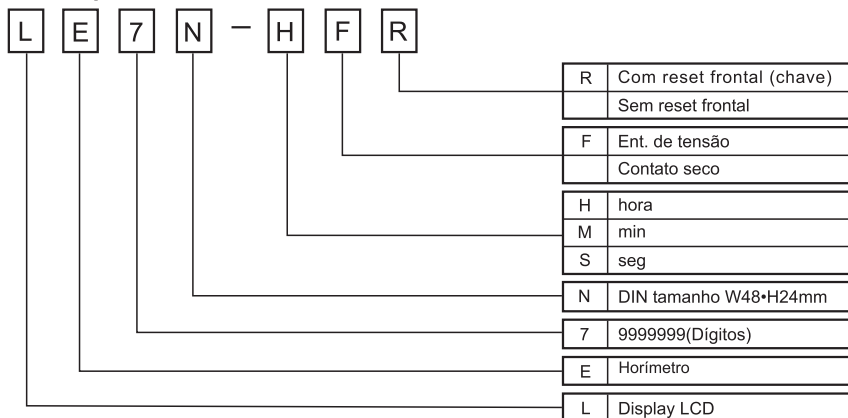 L E 7 N - H F R
R Com reset frontal (chave)
Sem reset frontal
F Ent. de tensão
Contato seco
H hora
M min
S seg
N DIN tamanho W48•H24mm
7 9999999(Dígitos)
E Horímetro
L Display LCD